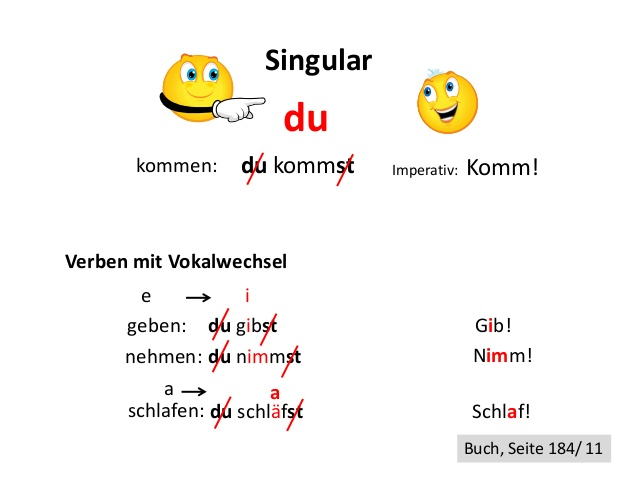 Singular
du
kommen: du kommst Imperativ: Komm!
Verben mit Vokalwechsel
e → i
geben: du gibst Gib!
nehmen: du nimmst Nimm!
a → a
schlafen: du schläfst Schlaf!
Buch, Seite 184/ 11